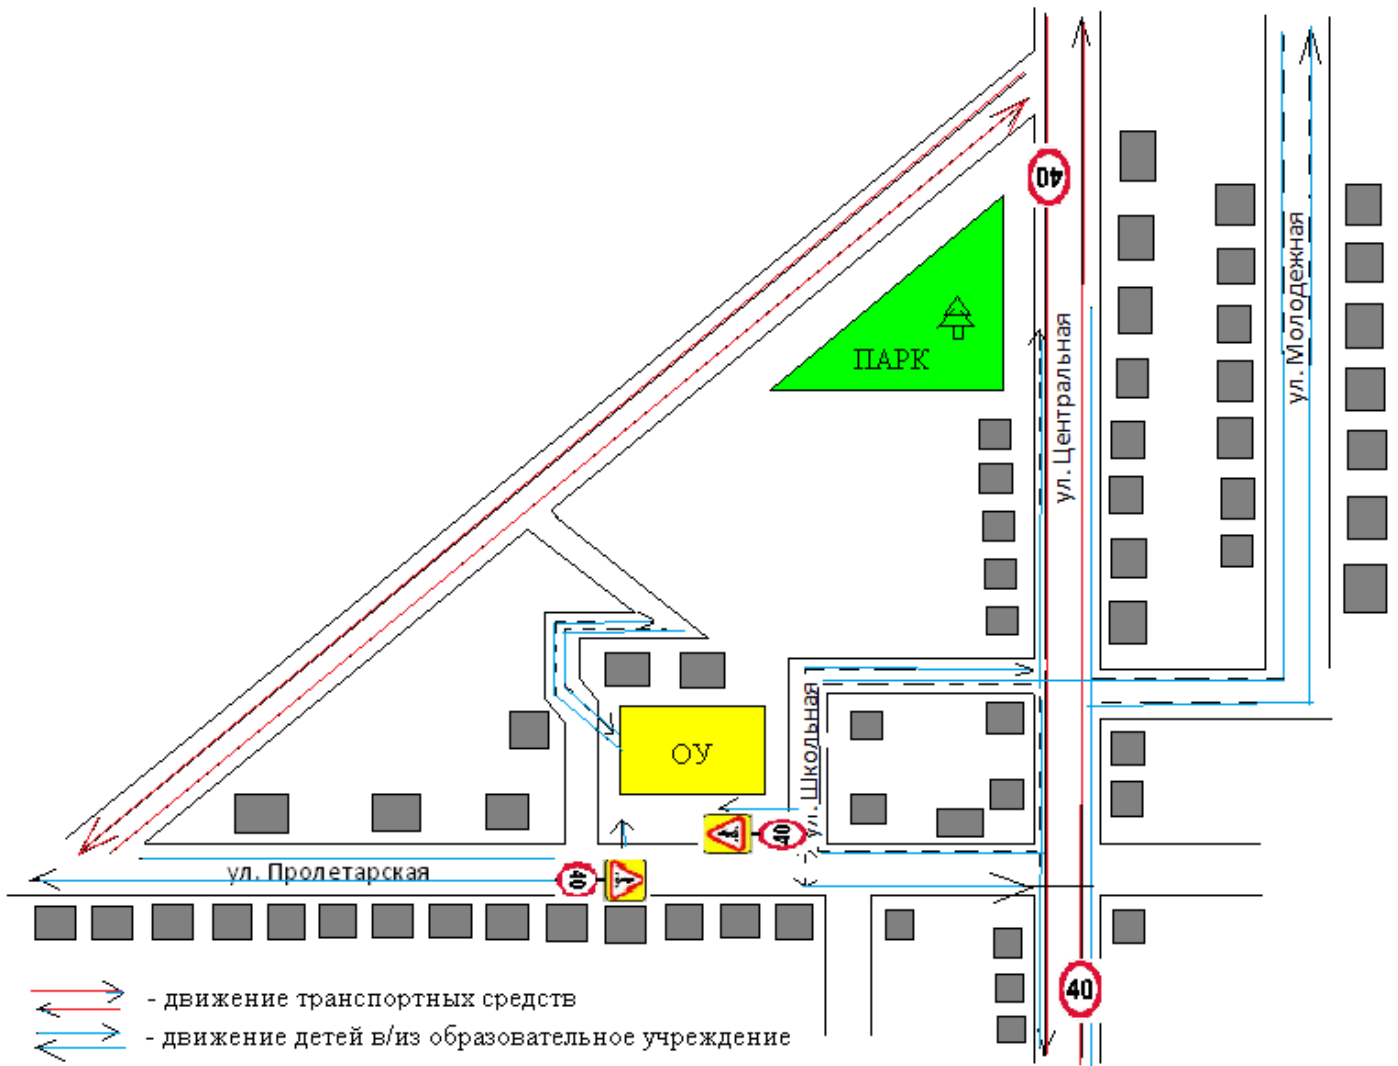 40
ул. Молодежная
ПАРК
ул. Центральная
ОУ
ул. Школьная
40
ул. Пролетарская
40
40
- движение транспортных средств
- движение детей в/из образовательное учреждение